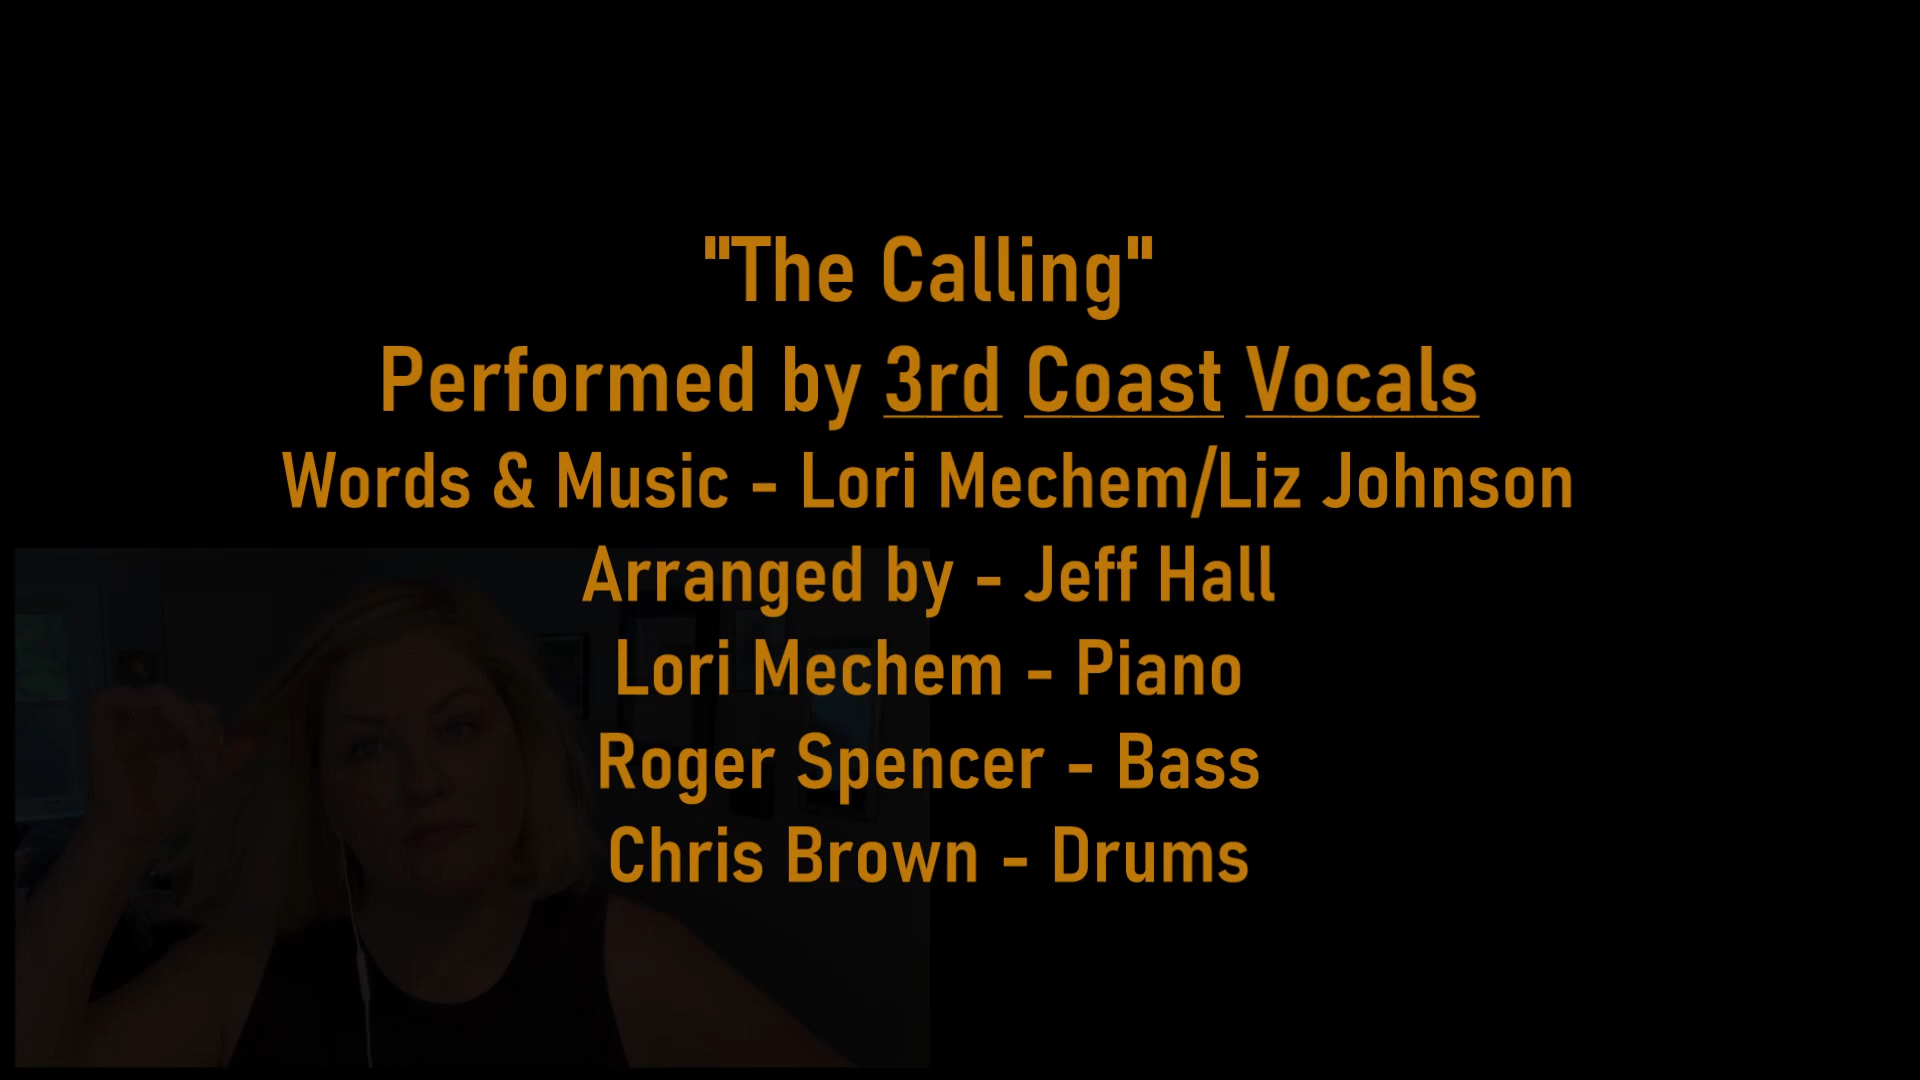 "The Calling"
Performed by 3rd Coast Vocals
Words & Music - Lori Mechem/Liz Johnson
Arranged by - Jeff Hall
Lori Mechem - Piano
Roger Spencer - Bass
Chris Brown - Drums